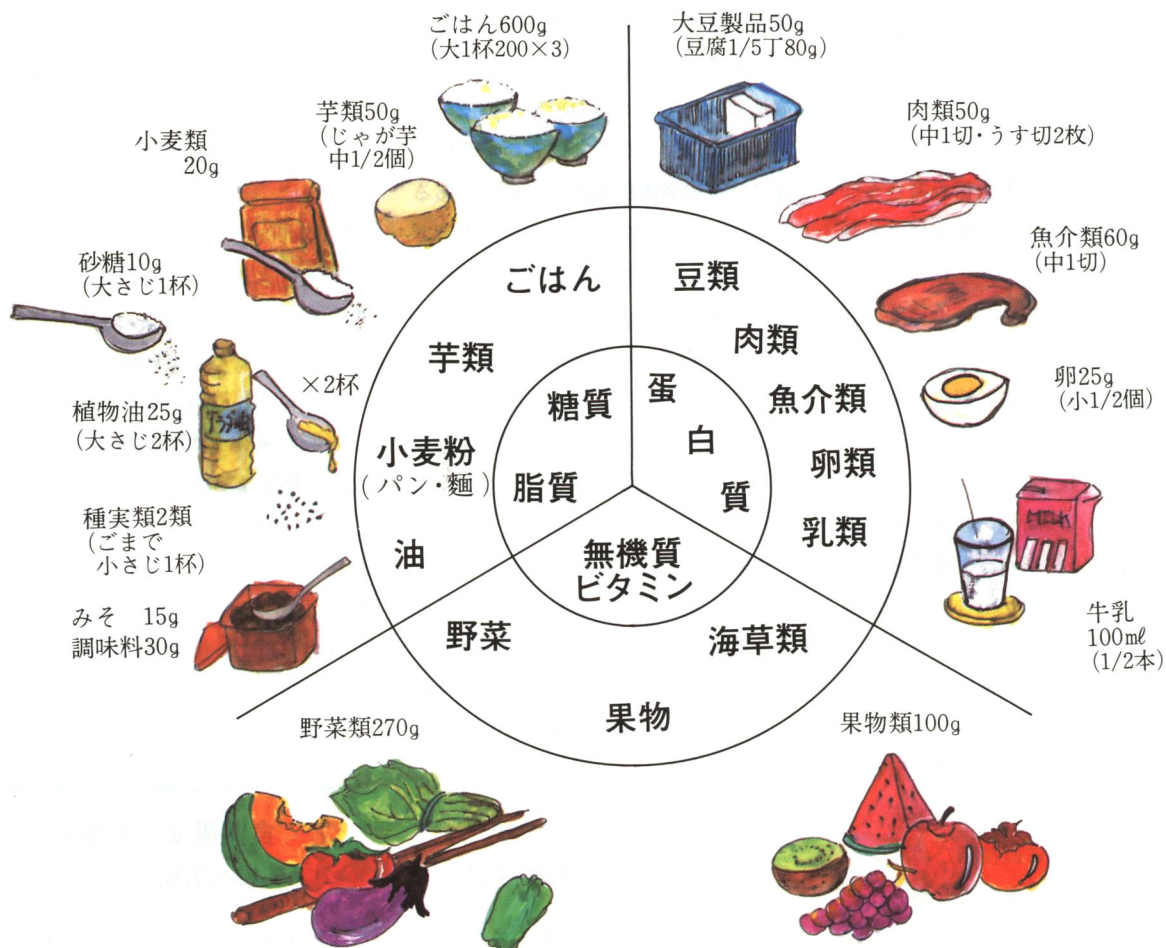 ごはん600g
(大1杯200×3)
大豆製品50g
(豆腐1/5丁80g)
芋類50g
(じゃが芋
中1/2個)
小麦類
20g
肉類50g
(中1切・うす切2枚)
魚介類60g
(中1切)
砂糖10g
(大さじ1杯)
×2杯
植物油25g
(大さじ2杯)
サラダ油
卵25g
(小1/2個)
種実類2類
(ごまで
小さじ1杯)
みそ 15g
調味料30g
MILK
牛乳
100㎖
(1/2本)
ごはん
芋類
小麦粉
(パン・麺)
油
豆類
肉類
魚介類
卵類
乳類
糖質
脂質
蛋
白
質
無機質
ビタミン
野菜
海草類
果物
野菜類270g
果物類100g